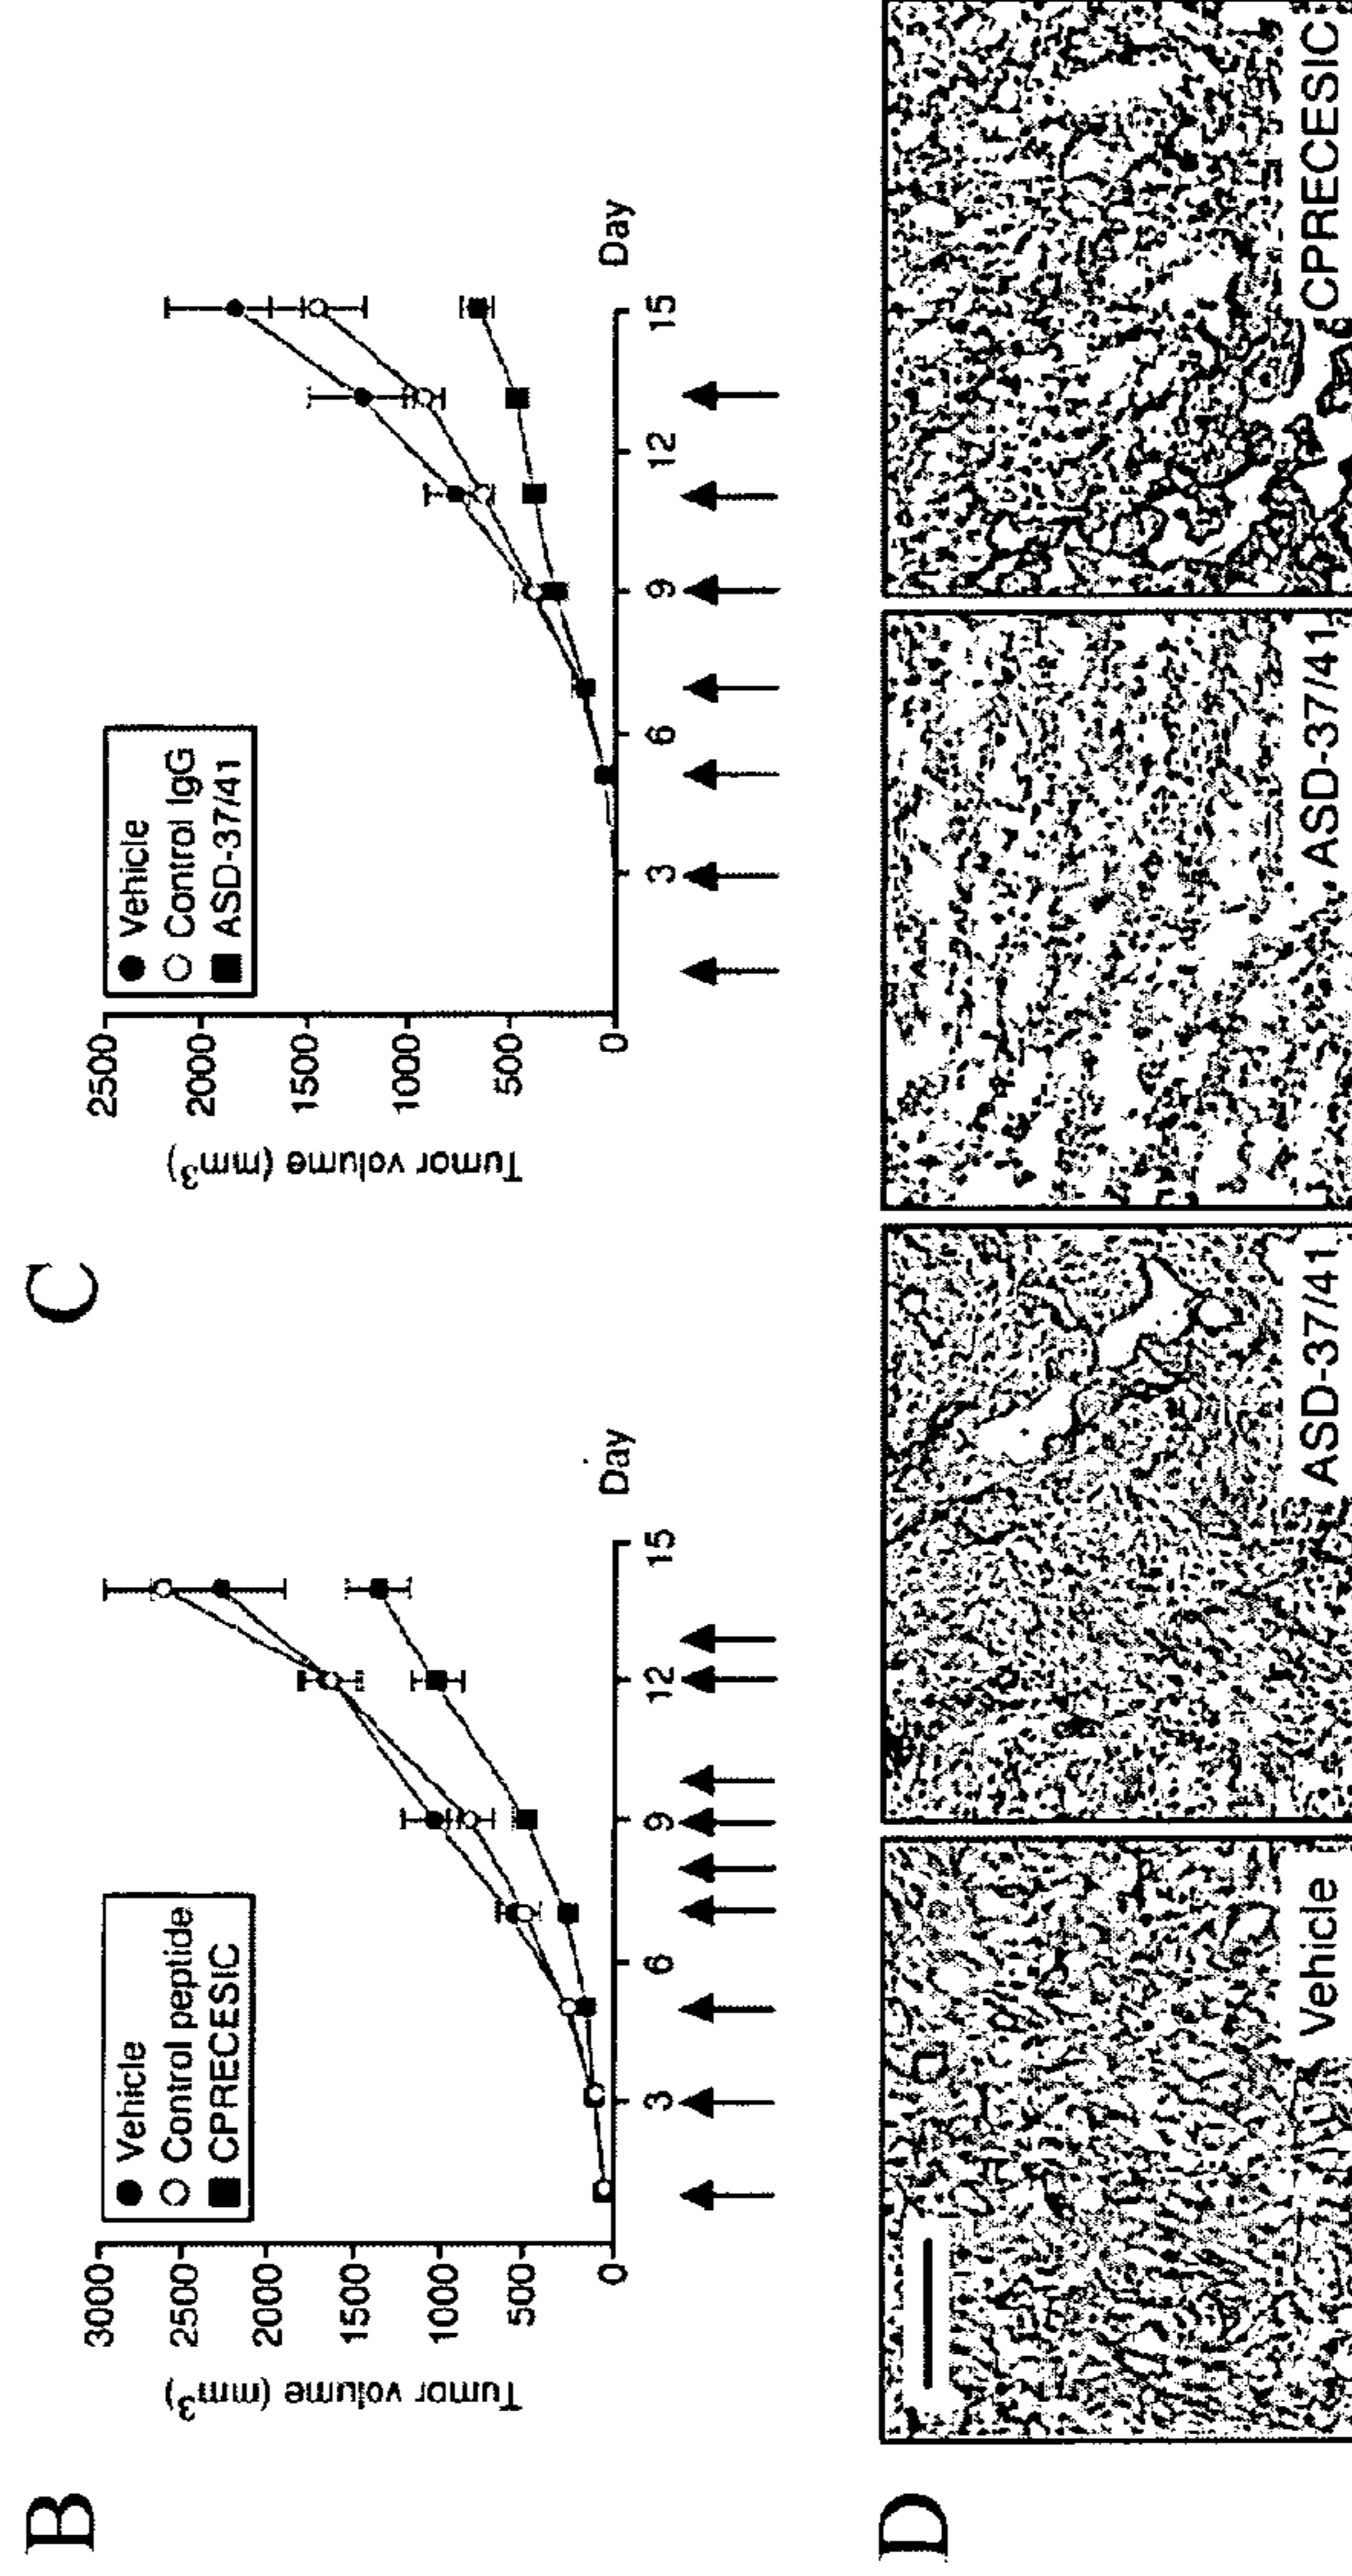 B
Tumor volume (mm3)
3000
2500
2000
1500
1000
500
0
Vehicle
Control peptide
CPRECESIC
3
6
9
12
15
Day
C
Tumor volume (mm3)
2500
2000
1500
1000
500
0
Vehicle
Control IgG
ASD-37/41
3
6
9
12
15
Day
D
Vehicle
ASD-37/41
ASD-37/41
CPRECESIC